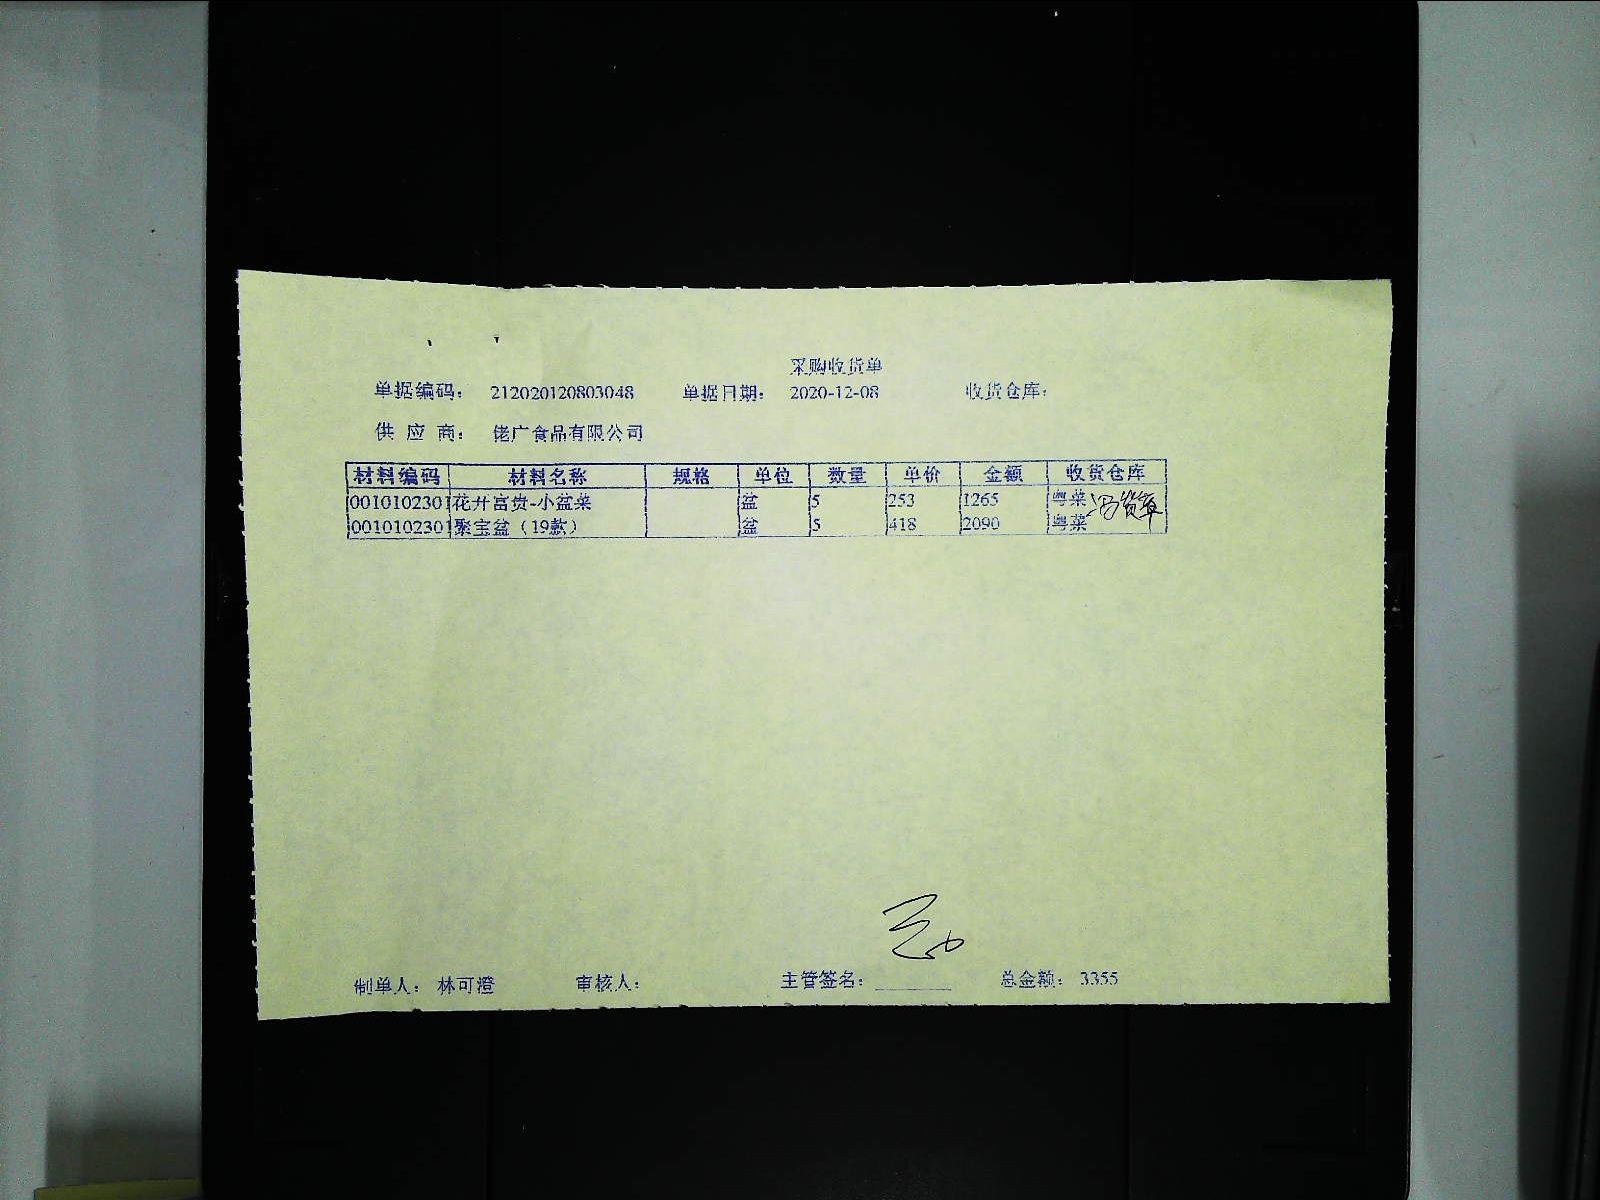 采购收货单
单据编码： 212020120803048 单据日期： 2020-12-08 收货仓库：
供 应 商： 铑广食品有限公司
材料编码 材料名称 规格 单位 数量 单价 金额 收货仓库
0010102301 花开富贵-小盆菜 盆 5 253 1265 粤菜
0010102301 聚宝盆（19款） 盆 5 418 2090 粤菜
制单人： 林可澄 审核人： 主管签名： 总金额： 3355